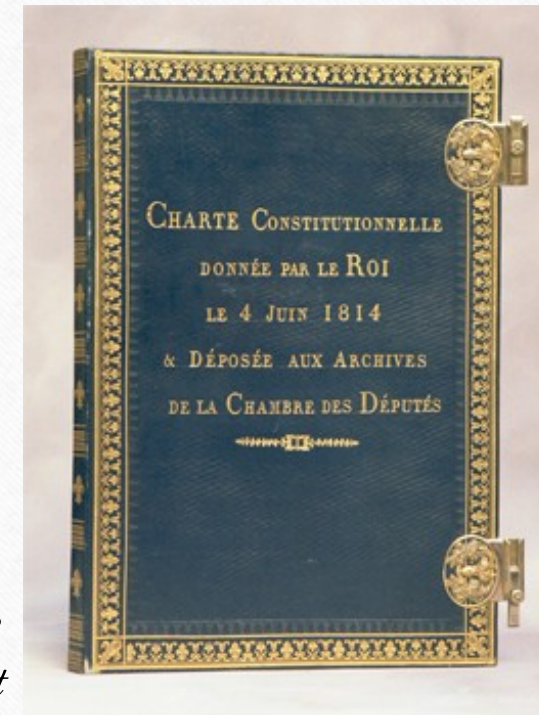 CHARTE CONSTITUTIONNELLE
DONNÉE PAR LE ROI
LE 4 JUIN 1814
& DÉPOSÉE AUX ARCHIVES
DE LA CHAMBRE DES DÉPUTÉS